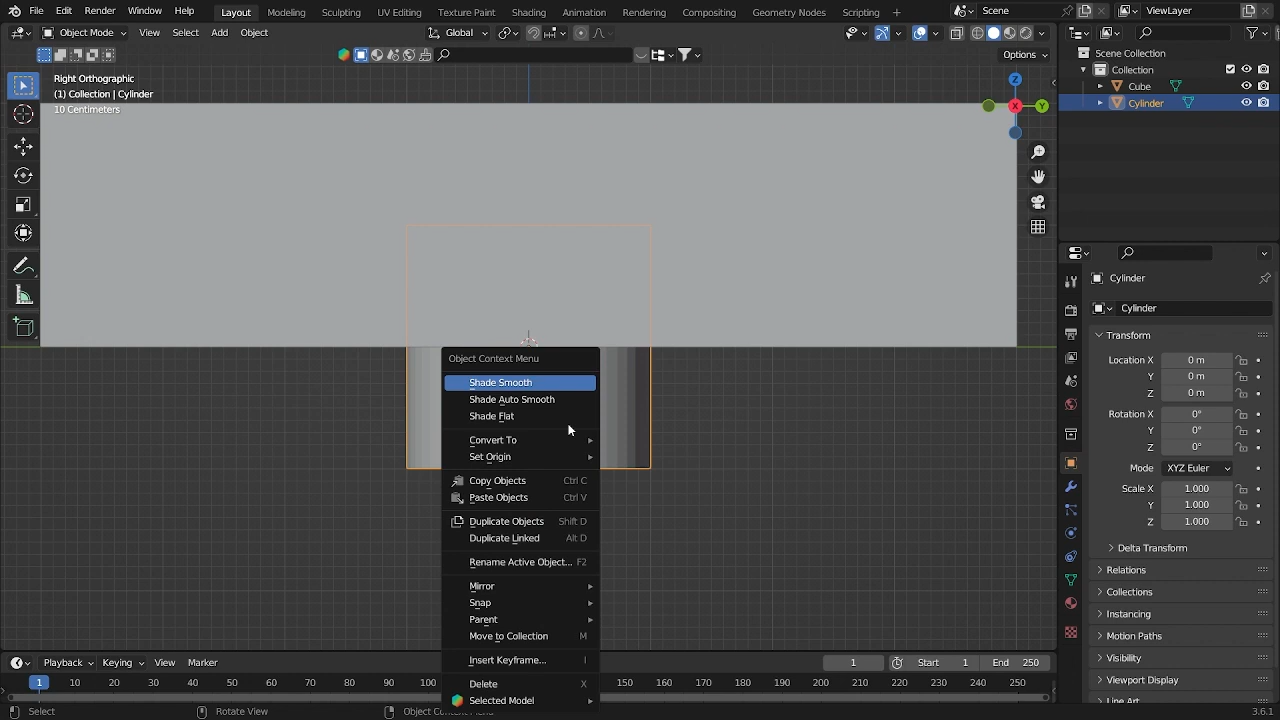 File Edit Render Window Help Layout Modeling Sculpting UV Editing Texture Paint Shading Animation Rendering Compositing Geometry Nodes Scripting + Scene ViewLayer
Object Mode View Select Add Object Global
Options
Right Orthographic
(1) Collection | Cylinder
10 Centimeters
Z
X
Y
Scene Collection
Collection
Cube
Cylinder
Cylinder
Cylinder
Transform
Location X 0 m
Y 0 m
Z 0 m
Rotation X 0°
Y 0°
Z 0°
Mode XYZ Euler
Scale X 1.000
Y 1.000
Z 1.000
Delta Transform
Relations
Collections
Instancing
Motion Paths
Visibility
Viewport Display
Line Art
Object Context Menu
Shade Smooth
Shade Auto Smooth
Shade Flat
Convert To
Set Origin
Copy Objects Ctrl C
Paste Objects Ctrl V
Duplicate Objects Shift D
Duplicate Linked Alt D
Rename Active Object... F2
Mirror
Snap
Parent
Move to Collection M
Insert Keyframe... I
Delete X
Selected Model
Playback Keying View Marker 1 Start 1 End 250
1 10 20 30 40 50 60 70 80 90 100 150 160 170 180 190 200 210 220 230 240 250
Select Rotate View Object Context Menu 3.6.1